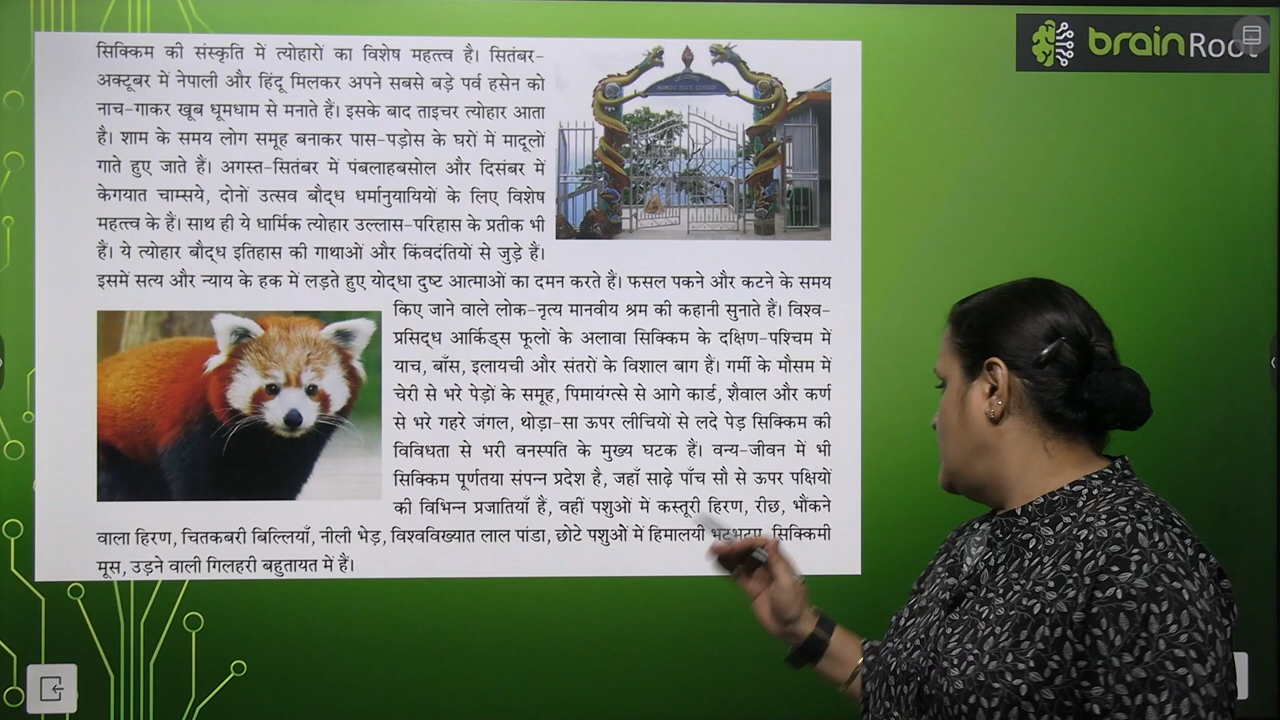 सिक्किम की संस्कृति में त्योहारों का विशेष महत्त्व है। सितंबर-
अक्टूबर में नेपाली और हिंदू मिलकर अपने सबसे बड़े पर्व हसेन को
नाच-गाकर खूब धूमधाम से मनाते हैं। इसके बाद ताइचर त्योहार आता
है। शाम के समय लोग समूह बनाकर पास-पड़ोस के घरों में मादूलों
गाते हुए जाते हैं। अगस्त-सितंबर में पंबलाहबसोल और दिसंबर में
केगयात चाम्सये, दोनों उत्सव बौद्ध धर्मानुयायियों के लिए विशेष
महत्त्व के हैं। साथ ही ये धार्मिक त्योहार उल्लास-परिहास के प्रतीक भी
हैं। ये त्योहार बौद्ध इतिहास की गाथाओं और किंवदंतियों से जुड़े हैं।
इसमें सत्य और न्याय के हक में लड़ते हुए योद्धा दुष्ट आत्माओं का दमन करते हैं। फसल पकने और कटने के समय
किए जाने वाले लोक-नृत्य मानवीय श्रम की कहानी सुनाते हैं। विश्व-
प्रसिद्ध आर्किड्स फूलों के अलावा सिक्किम के दक्षिण-पश्चिम में
याच, बाँस, इलायची और संतरों के विशाल बाग हैं। गर्मी के मौसम में
चेरी से भरे पेड़ों के समूह, पिमायंग्त्से से आगे कार्ड, शैवाल और कर्ण
से भरे गहरे जंगल, थोड़ा-सा ऊपर लीचियों से लदे पेड़ सिक्किम की
विविधता से भरी वनस्पति के मुख्य घटक हैं। वन्य-जीवन में भी
सिक्किम पूर्णतया संपन्न प्रदेश है, जहाँ साढ़े पाँच सौ से ऊपर पक्षियों
की विभिन्न प्रजातियाँ हैं, वहीं पशुओं में कस्तूरी हिरण, रीछ, भौंकने
वाला हिरण, चितकबरी बिल्लियाँ, नीली भेड़, विश्वविख्यात लाल पांडा, छोटे पशुओं में हिमालयी सिक्किमी
मूस, उड़ने वाली गिलहरी बहुतायत में हैं।
brainRoot